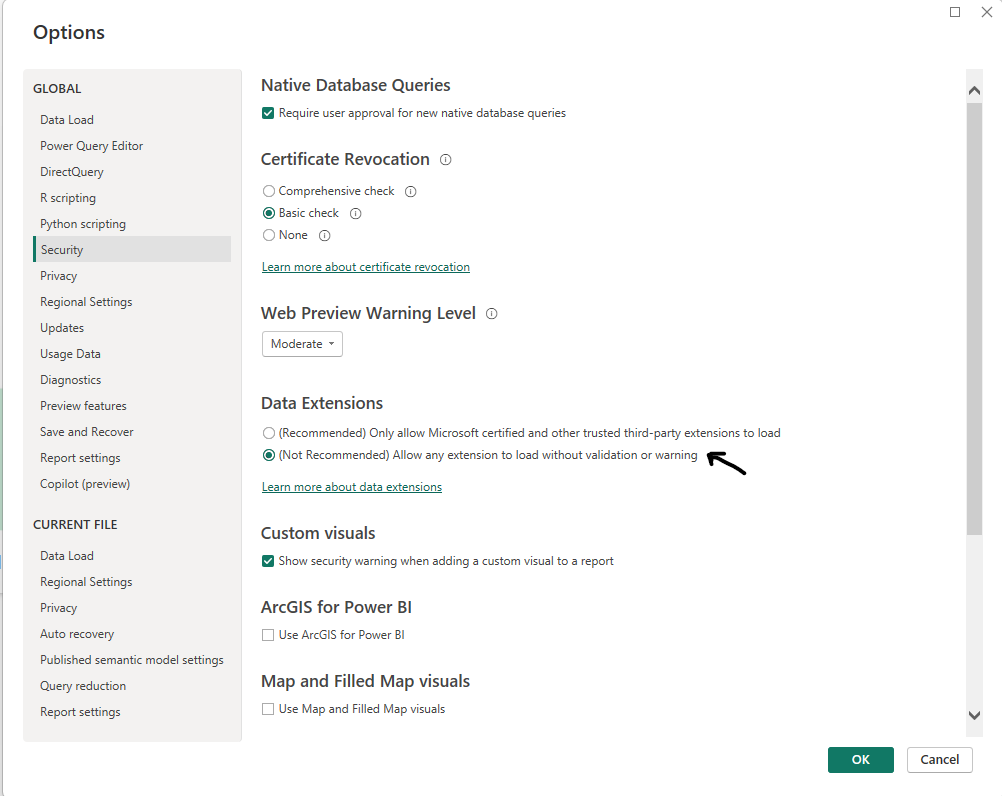 Options
GLOBAL
Data Load
Power Query Editor
DirectQuery
R scripting
Python scripting
Security
Privacy
Regional Settings
Updates
Usage Data
Diagnostics
Preview features
Save and Recover
Report settings
Copilot (preview)
CURRENT FILE
Data Load
Regional Settings
Privacy
Auto recovery
Published semantic model settings
Query reduction
Report settings
Native Database Queries
Require user approval for new native database queries
Certificate Revocation
Comprehensive check
Basic check
None
Learn more about certificate revocation
Web Preview Warning Level
Moderate
Data Extensions
(Recommended) Only allow Microsoft certified and other trusted third-party extensions to load
(Not Recommended) Allow any extension to load without validation or warning
Learn more about data extensions
Custom visuals
Show security warning when adding a custom visual to a report
ArcGIS for Power BI
Use ArcGIS for Power BI
Map and Filled Map visuals
Use Map and Filled Map visuals
OK
Cancel